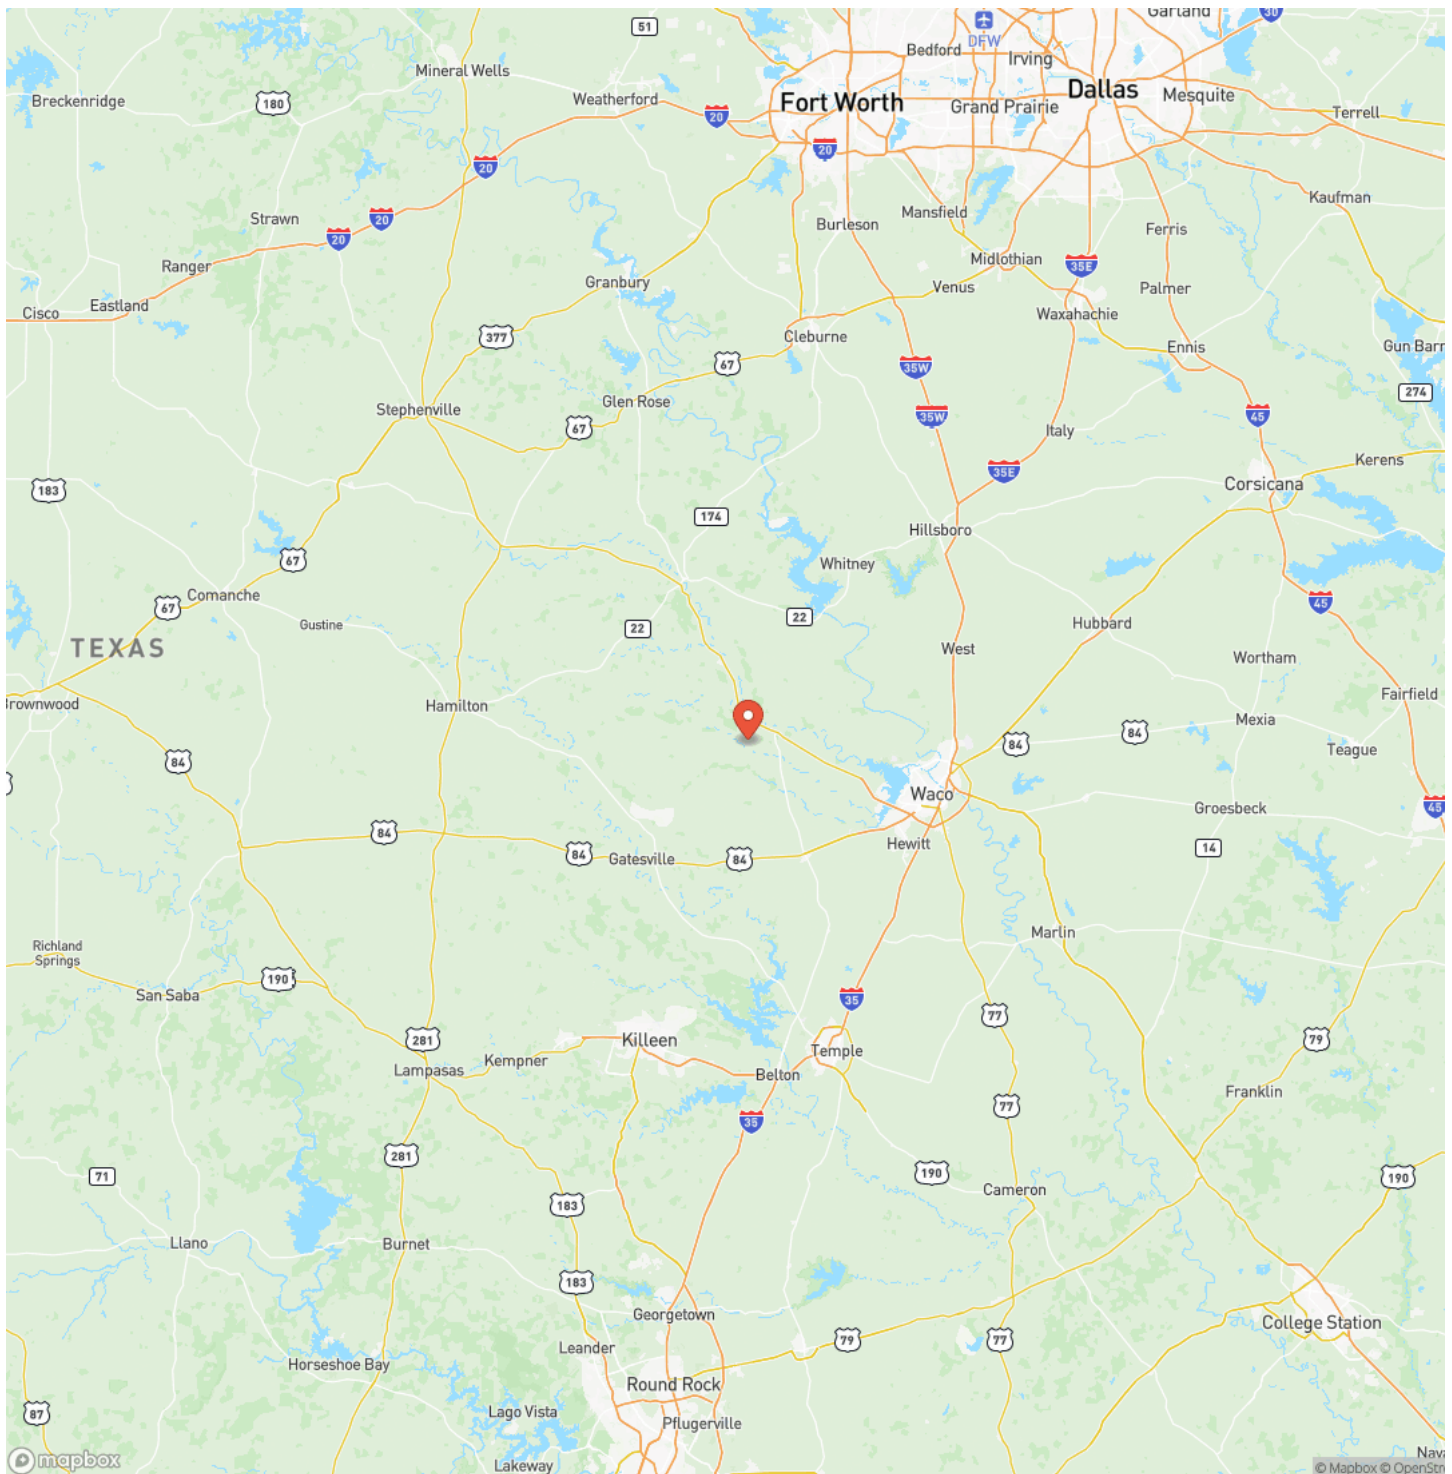 Garland
30
51
DFW
Bedford
Irving
Mineral Wells
Dallas
Breckenridge
180
Weatherford
Fort Worth
Grand Prairie
Mesquite
20
Terrell
20
20
Kaufman
Strawn
20
20
Burleson
Mansfield
Ferris
Ranger
Midlothian
35E
Granbury
Venus
Palmer
Cisco
Eastland
Waxahachie
377
Cleburne
Ennis
Gun Barr
67
35W
Stephenville
Glen Rose
274
67
35W
45
Italy
35E
Kerens
183
Corsicana
174
Hillsboro
67
Whitney
Comanche
67
22
Gustine
22
45
Hubbard
TEXAS
West
Wortham
Brownwood
Hamilton
Fairfield
Mexia
84
84
Teague
84
Waco
Groesbeck
45
84
84
Gatesville
84
Hewitt
14
Marlin
Richland
Springs
190
San Saba
35
77
281
Killeen
79
Kempner
Temple
Lampasas
Belton
Franklin
77
35
281
71
190
190
Cameron
183
Llano
Burnet
183
Georgetown
College Station
Leander
79
77
Horseshoe Bay
Round Rock
87
Lago Vista
Pflugerville
Lakeway
Nava
mapbox
© Mapbox © OpenStr